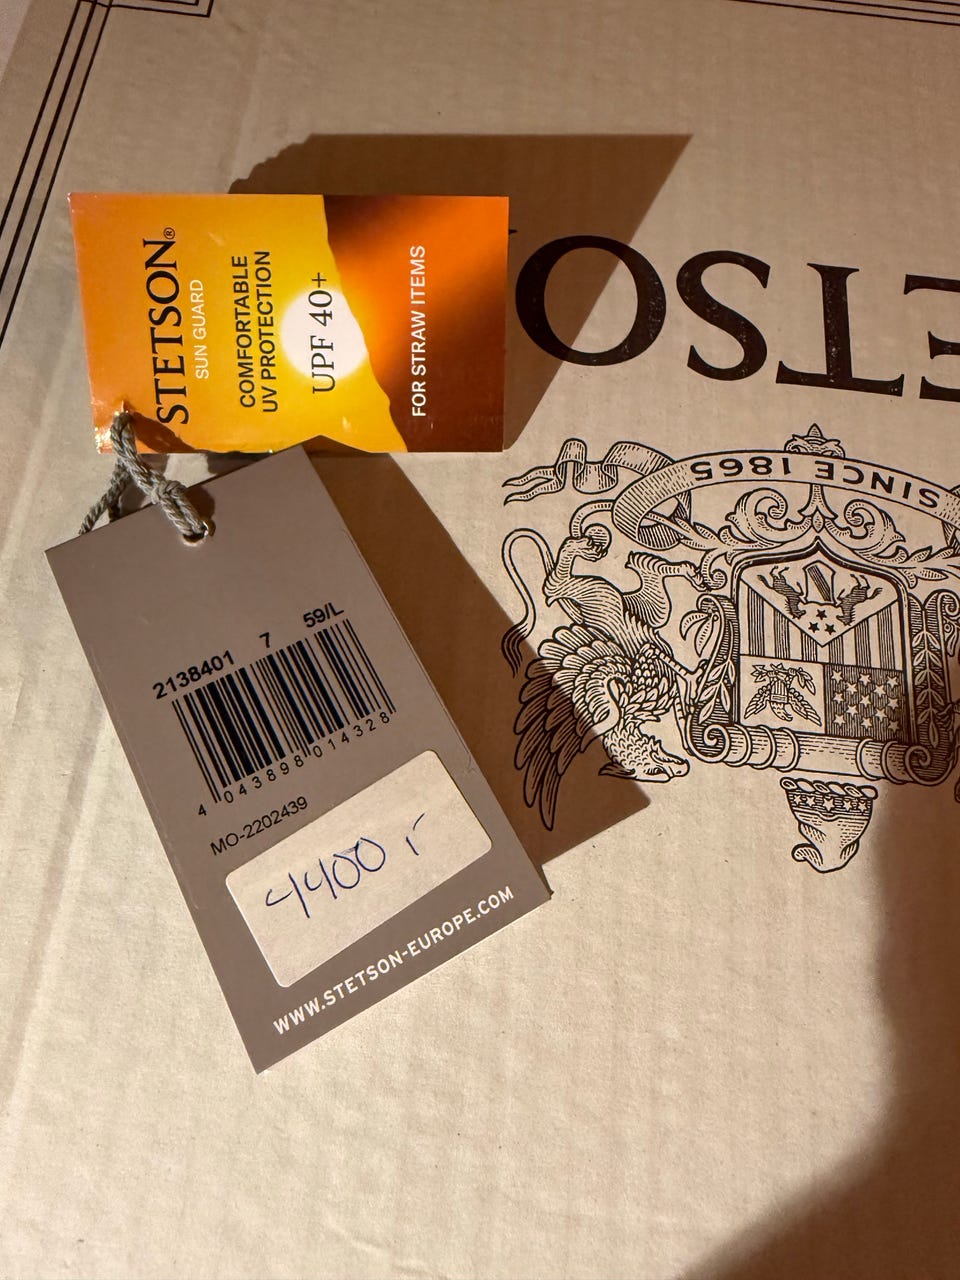 STETSON®
SUN GUARD
COMFORTABLE
UV PROTECTION
UPF 40+
FOR STRAW ITEMS
2138401 7 59/L
4 043898 014328
MO-2202439
4400
WWW.STETSON-EUROPE.COM
ETSO
SINCE 1865